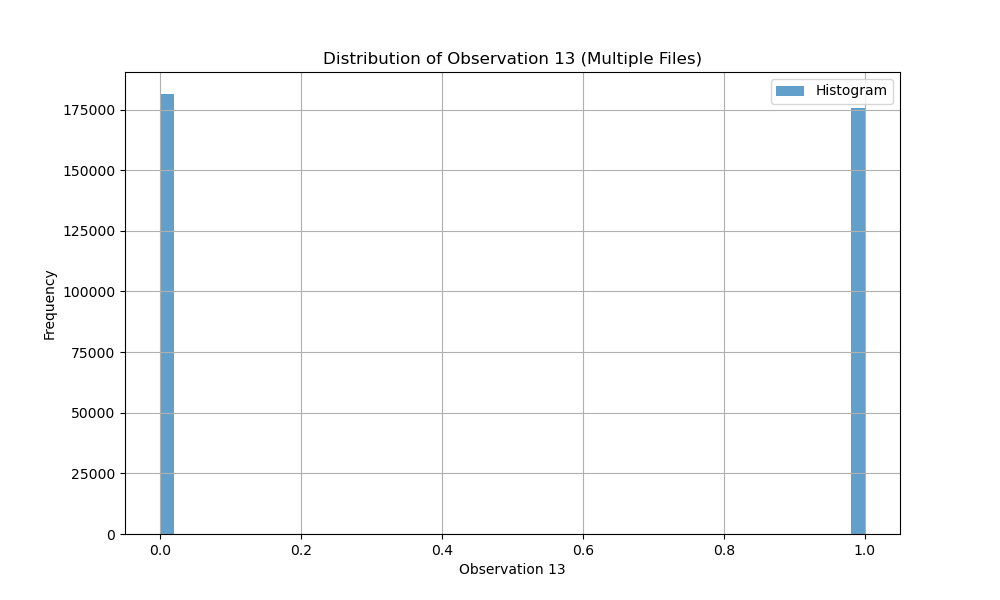 Distribution of Observation 13 (Multiple Files)
Histogram
175000
150000
125000
100000
75000
50000
25000
0
Frequency
0.0 0.2 0.4 0.6 0.8 1.0
Observation 13